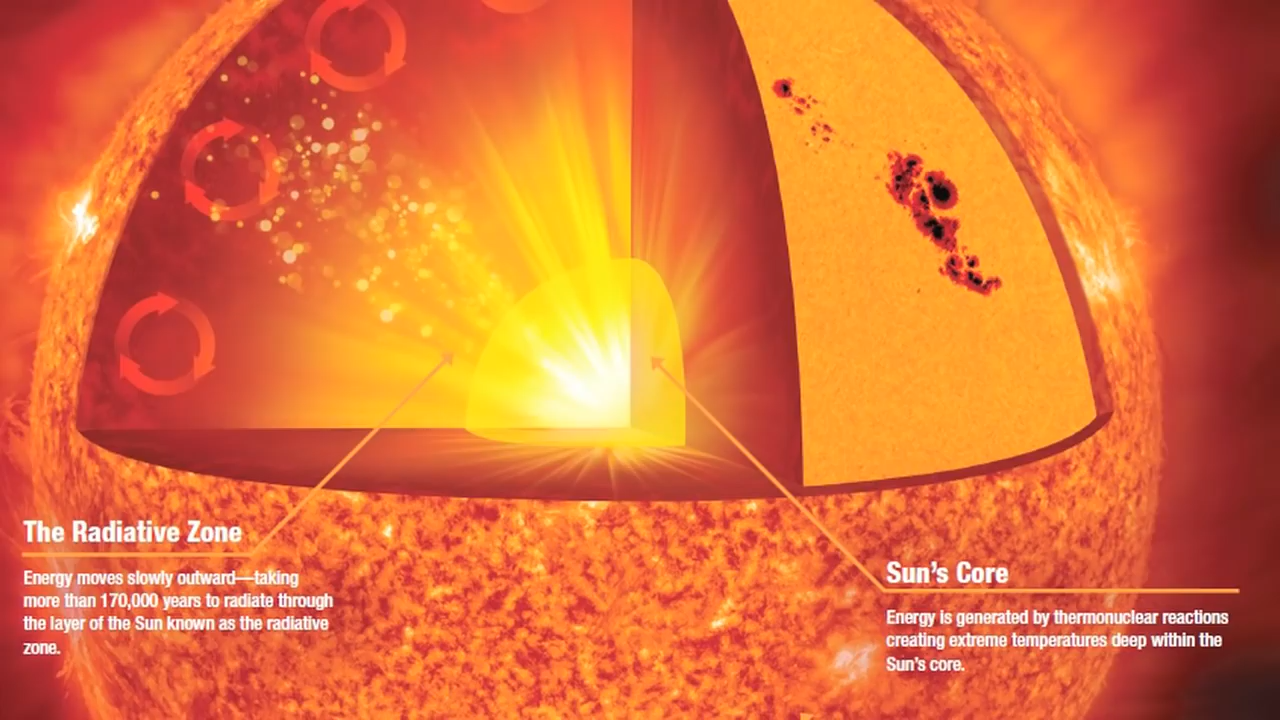 The Radiative Zone
Energy moves slowly outward—taking
more than 170,000 years to radiate through
the layer of the Sun known as the radiative
zone.
Sun’s Core
Energy is generated by thermonuclear reactions
creating extreme temperatures deep within the
Sun’s core.